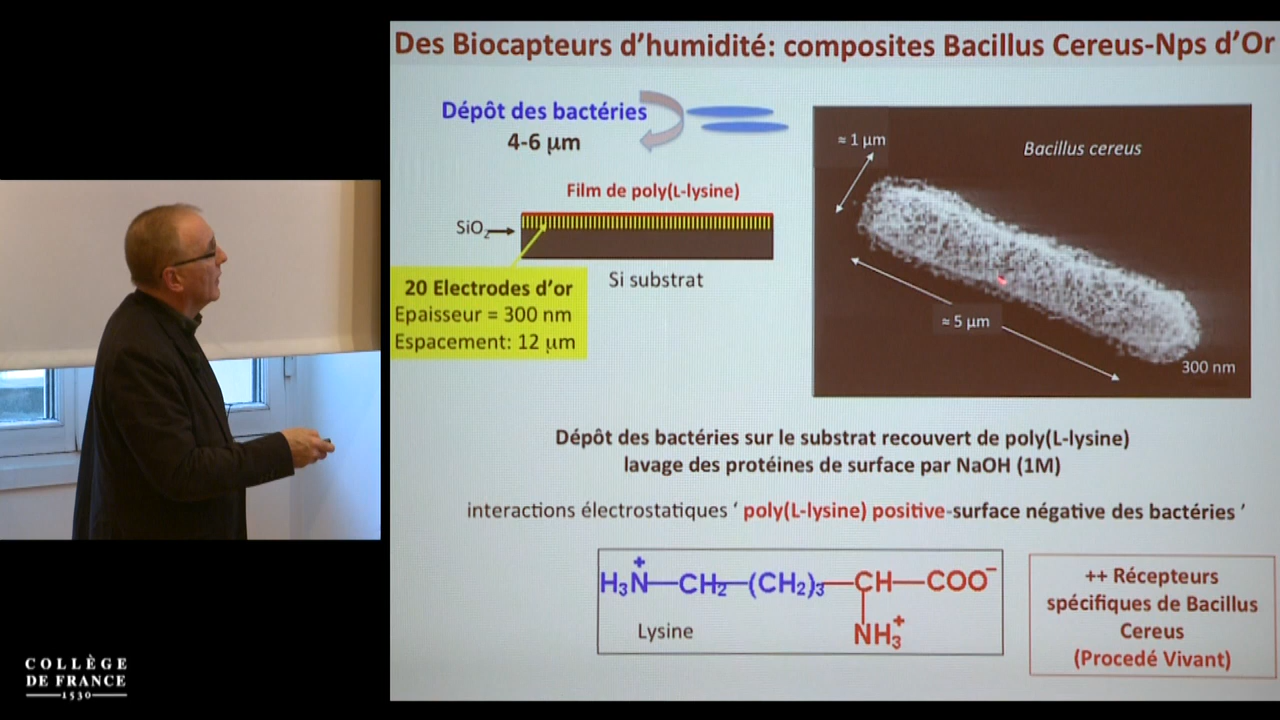 Des Biocapteurs d'humidité: composites Bacillus Cereus-Nps d'Or
Dépôt des bactéries
4-6 µm
Film de poly(L-lysine)
SiO2
Si substrat
20 Electrodes d'or
Epaisseur = 300 nm
Espacement: 12 µm
≈ 1 µm
Bacillus cereus
≈ 5 µm
300 nm
Dépôt des bactéries sur le substrat recouvert de poly(L-lysine)
lavage des protéines de surface par NaOH (1M)
interactions électrostatiques ' poly(L-lysine) positive-surface négative des bactéries '
H3N+—CH2—(CH2)3—CH—COO−
NH3+
Lysine
++ Récepteurs
spécifiques de Bacillus
Cereus
(Procedé Vivant)
COLLÈGE
DE FRANCE
1530